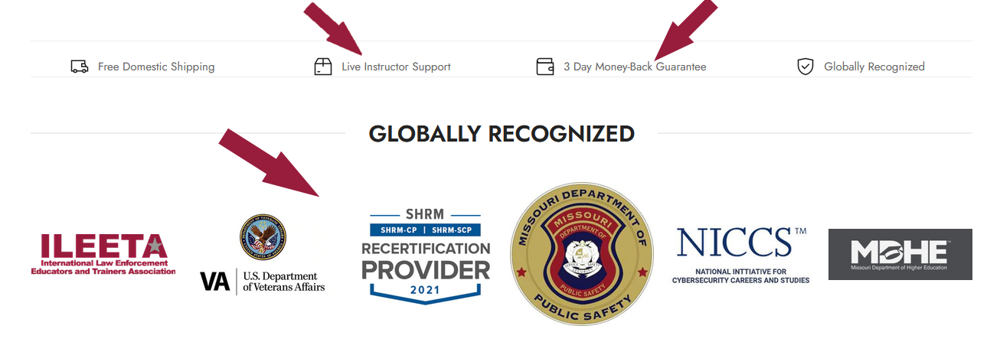 Free Domestic Shipping
Live Instructor Support
3 Day Money-Back Guarantee
Globally Recognized
GLOBALLY RECOGNIZED
ILEETA
International Law Enforcement
Educators and Trainers Association
VA
U.S. Department
of Veterans Affairs
SHRM
SHRM-CP | SHRM-SCP
RECERTIFICATION
PROVIDER
2021
MISSOURI DEPARTMENT OF
MISSOURI
DEPARTMENT OF
PUBLIC SAFETY
PUBLIC SAFETY
NICCS™
NATIONAL INTTIATIVE FOR
CYBERSECURITY CAREERS AND STUDIES
MDHE™
Missouri Department of Higher Education